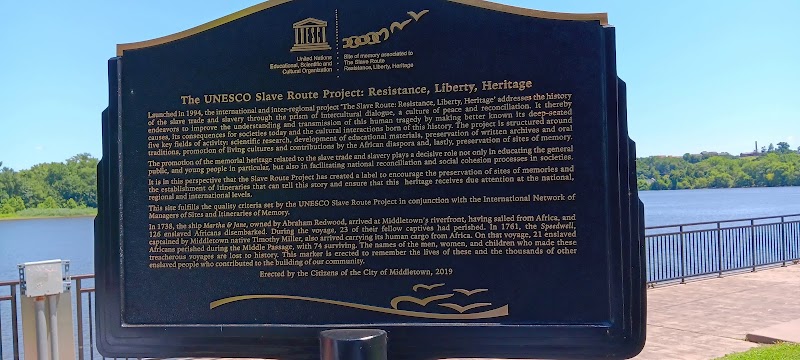 UNESCO
United Nations
Educational, Scientific and
Cultural Organization
Site of memory associated to
The Slave Route
Resistance, Liberty, Heritage
The UNESCO Slave Route Project: Resistance, Liberty, Heritage
Launched in 1994, the international and inter-regional project 'The Slave Route: Resistance, Liberty, Heritage' addresses the history
of the slave trade and slavery through the prism of intercultural dialogue, a culture of peace and reconciliation. It thereby
endeavors to improve the understanding and transmission of this human tragedy by making better known its deep-seated
causes, its consequences for societies today and the cultural interactions born of this history. The project is structured around
five key fields of activity: scientific research, development of educational materials, preservation of written archives and oral
traditions, promotion of living cultures and contributions by the African diaspora and, lastly, preservation of sites of memory.
The promotion of the memorial heritage related to the slave trade and slavery plays a decisive role not only in educating the general
public, and young people in particular, but also in facilitating national reconciliation and social cohesion processes in societies.
It is in this perspective that the Slave Route Project has created a label to encourage the preservation of sites of memories and
the establishment of itineraries that can tell this story and ensure that this heritage receives due attention at the national,
regional and international levels.
This site fulfills the quality criteria set by the UNESCO Slave Route Project in conjunction with the International Network of
Managers of Sites and Itineraries of Memory.
In 1738, the ship Martha & Jane, owned by Abraham Redwood, arrived at Middletown's riverfront, having sailed from Africa, and
126 enslaved Africans disembarked. During the voyage, 23 of their fellow captives had perished. In 1761, the Speedwell,
captained by Middletown native Timothy Miller, also arrived carrying its human cargo from Africa. On that voyage, 21 enslaved
Africans perished during the Middle Passage, with 74 surviving. The names of the men, women, and children who made these
treacherous voyages are lost to history. This marker is erected to remember the lives of these and the thousands of other
enslaved people who contributed to the building of our community.
Erected by the Citizens of the City of Middletown, 2019